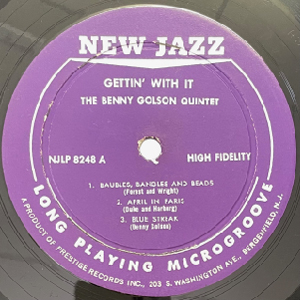 NEW JAZZ
GETTIN' WITH IT
THE BENNY GOLSON QUINTET
NJLP 8248 A
HIGH FIDELITY
1. BAUBLES, BANGLES AND BEADS
(Forrest and Wright)
2. APRIL IN PARIS
(Duke and Harburg)
3. BLUE STREAK
(Benny Golson)
LONG PLAYING MICROGROOVE
A PRODUCT OF PRESTIGE RECORDS INC., 203 S. WASHINGTON AVE., BERGENFIELD, N.J.